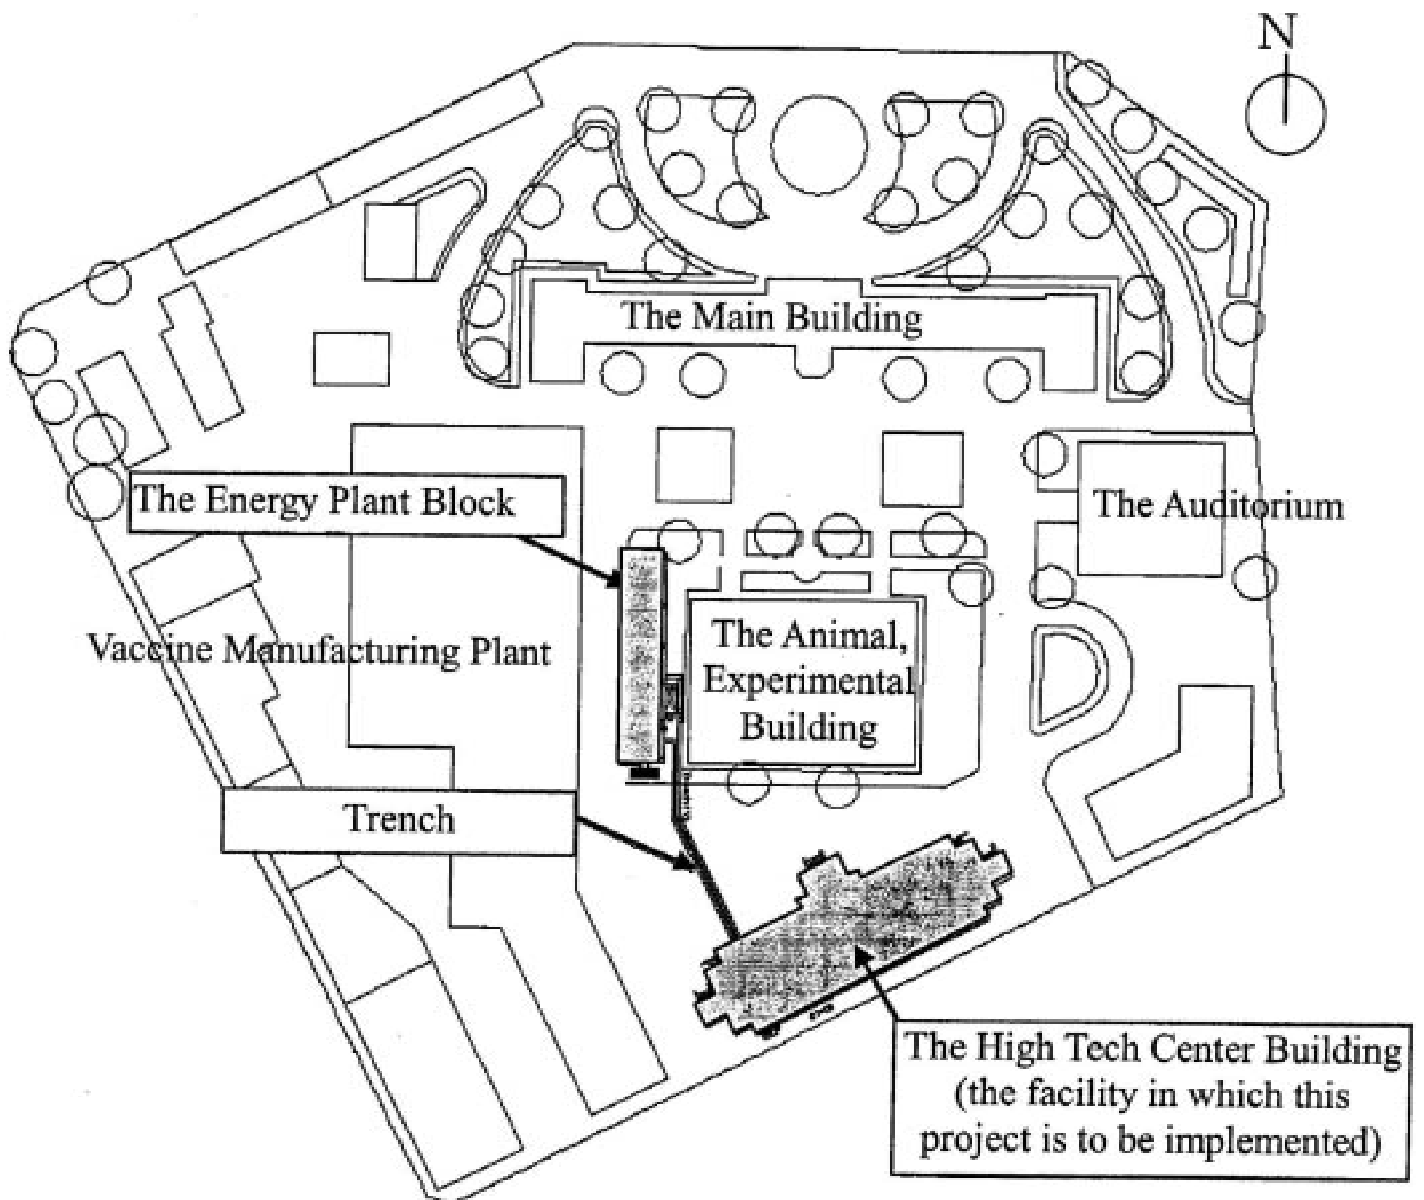 N
The Main Building
The Energy Plant Block
The Auditorium
Vaccine Manufacturing Plant
The Animal,
Experimental
Building
Trench
The High Tech Center Building
(the facility in which this
project is to be implemented)